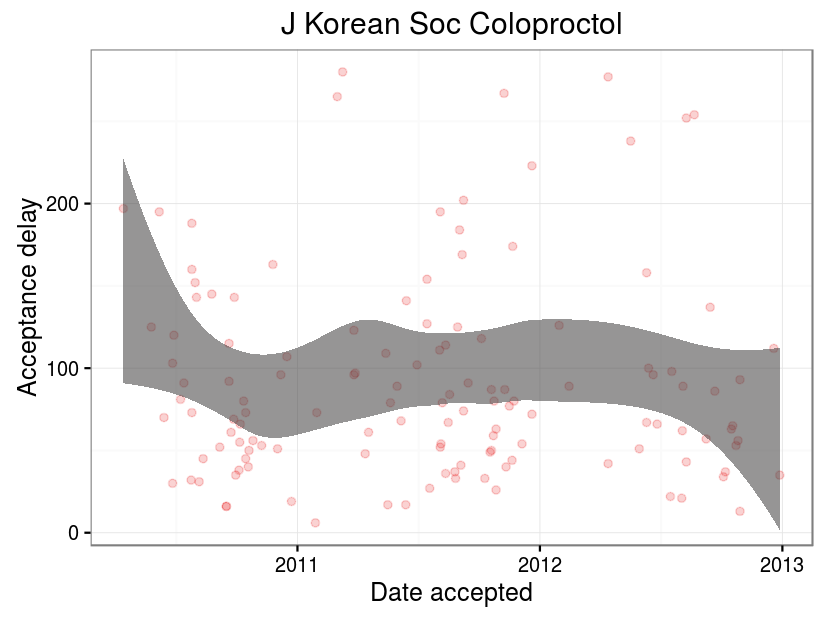 J Korean Soc Coloproctol
Acceptance delay
200
100
0
2011 2012 2013
Date accepted